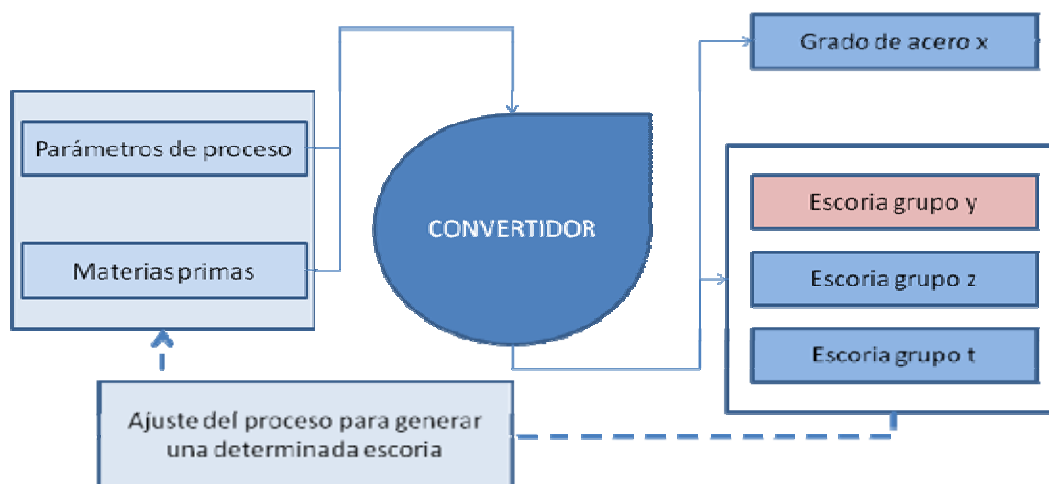 Grado de acero x
Parámetros de proceso
Escoria grupo y
CONVERTIDOR
Materias primas
Escoria grupo z
Escoria grupo t
Ajuste del proceso para generar
una determinada escoria